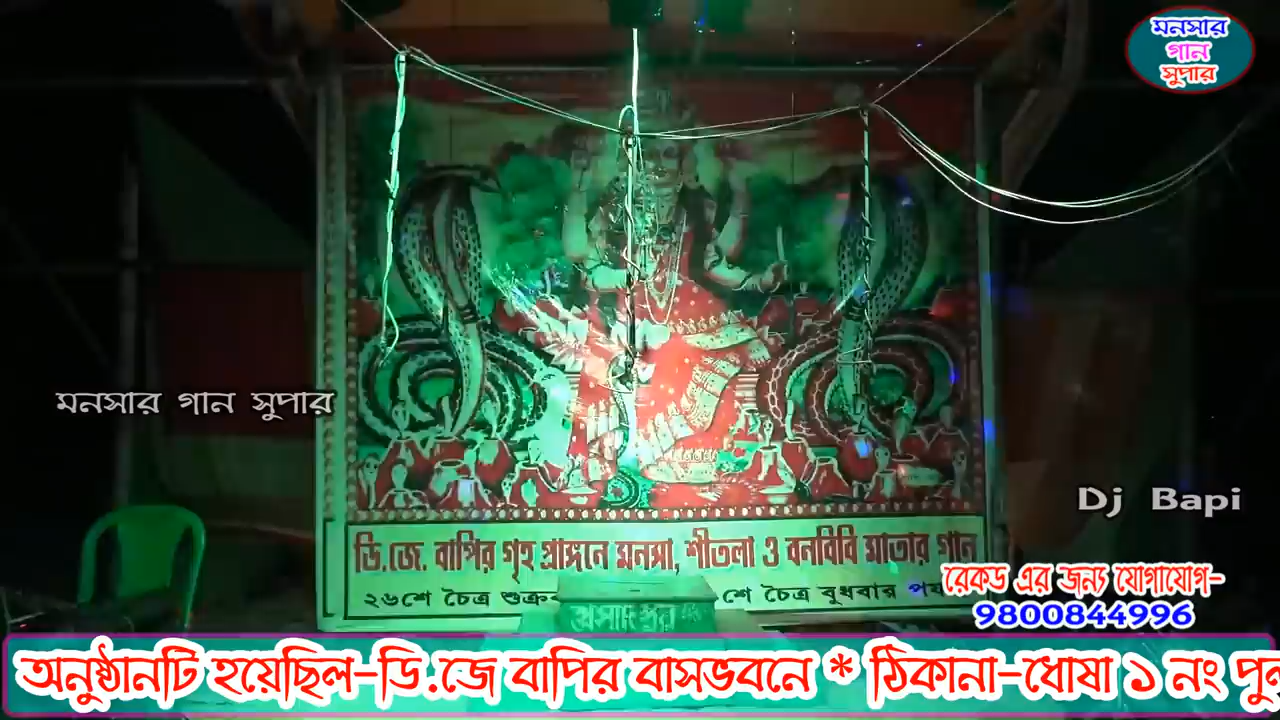 মনসার
গান
সুপার
মনসার গান সুপার
Dj Bapi
ডি.জে. বাপির গৃহ প্রাঙ্গনে মনসা, শীতলা ও বনবিবি মাতার গান
২৬শে চৈত্র শে চৈত্র বুধবার
রেকড এর জন্য যোগাযোগ-
9800844996
অনুষ্ঠানটি হয়েছিল-ডি.জে বাপির বাসভবনে * ঠিকানা-ধোষা ১ নং